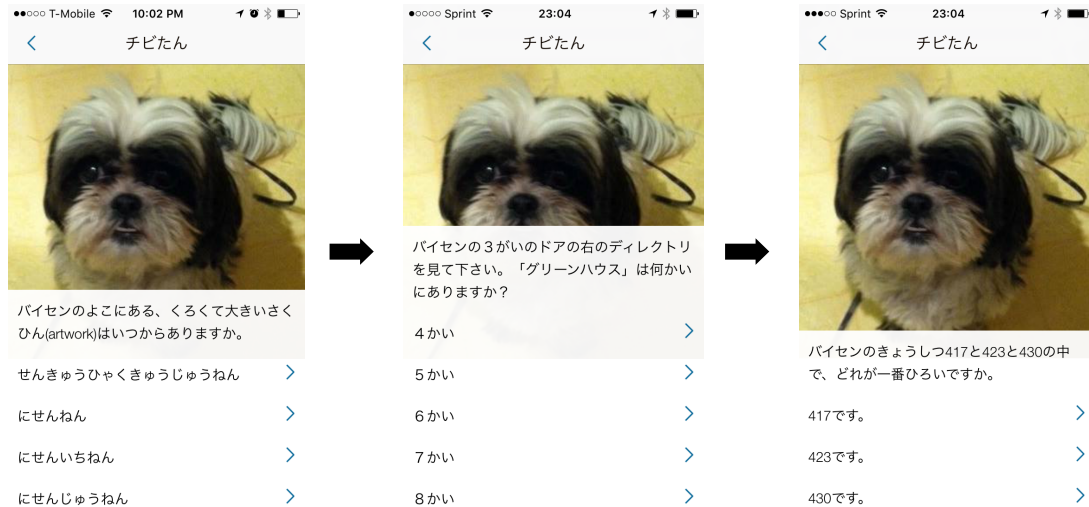 T-Mobile 10:02 PM
チビたん
バイセンのよこにある、くろくて大きいさく
ひん(artwork)はいつからありますか。
せんきゅうひゃくきゅうじゅうねん
にせんねん
にせんいちねん
にせんじゅうねん
Sprint 23:04
チビたん
バイセンの３がいのドアの右のディレクトリ
を見て下さい。「グリーンハウス」は何かい
にありますか？
４かい
５かい
６かい
７かい
８かい
Sprint 23:04
チビたん
バイセンのきょうしつ417と423と430の中
で、どれが一番ひろいですか。
417です。
423です。
430です。